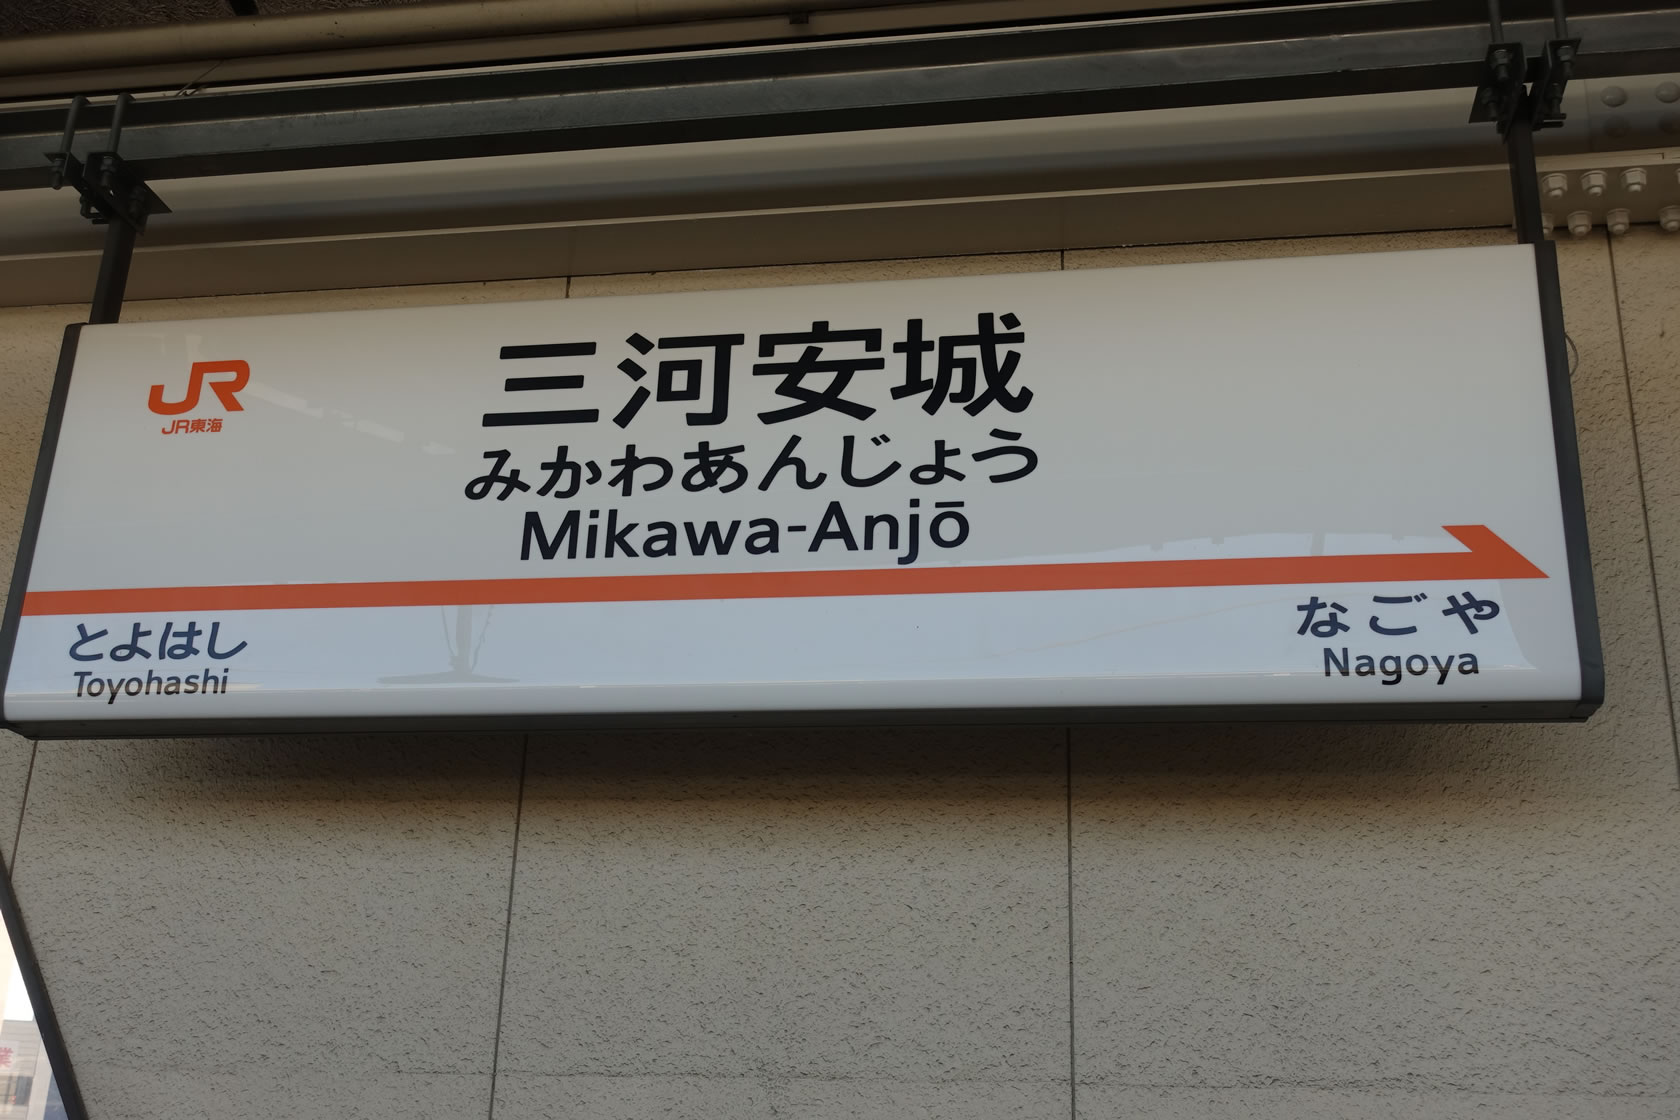 JR
JR東海
三河安城
みかわあんじょう
Mikawa-Anjō
とよはし
Toyohashi
なごや
Nagoya
業